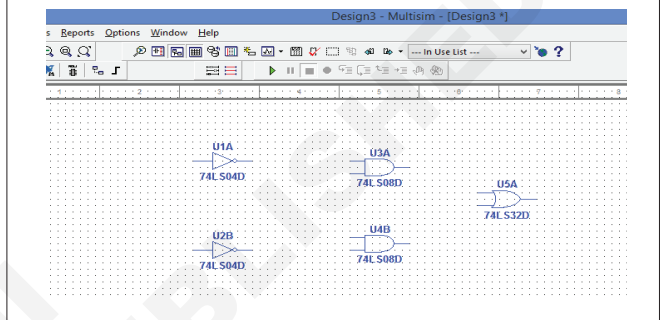 Design3 - Multisim - [Design3 *]
s Reports Options Window Help
--- In Use List ---
1 2 3 4 5 6 7 8
U1A
74LS04D
U3A
74LS08D
U5A
74LS32D
U2B
74LS04D
U4B
74LS08D